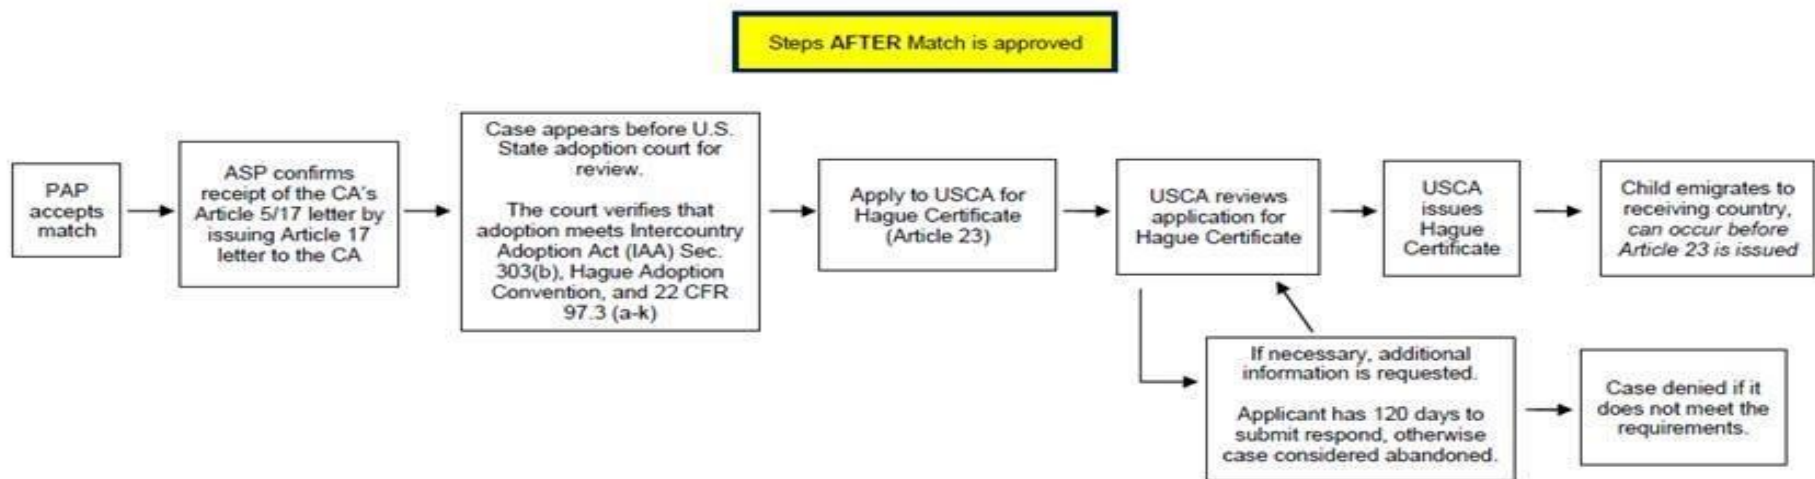 Steps AFTER Match is approved
PAP
accepts
match
ASP confirms
receipt of the CA's
Article 5/17 letter by
issuing Article 17
letter to the CA
Case appears before U.S.
State adoption court for
review.
The court verifies that
adoption meets Intercountry
Adoption Act (IAA) Sec.
303(b), Hague Adoption
Convention, and 22 CFR
97.3 (a-k)
Apply to USCA for
Hague Certificate
(Article 23)
USCA reviews
application for
Hague Certificate
USCA
issues
Hague
Certificate
Child emigrates to
receiving country,
can occur before
Article 23 is issued
If necessary, additional
information is requested.
Applicant has 120 days to
submit respond, otherwise
case considered abandoned.
Case denied if it
does not meet the
requirements.